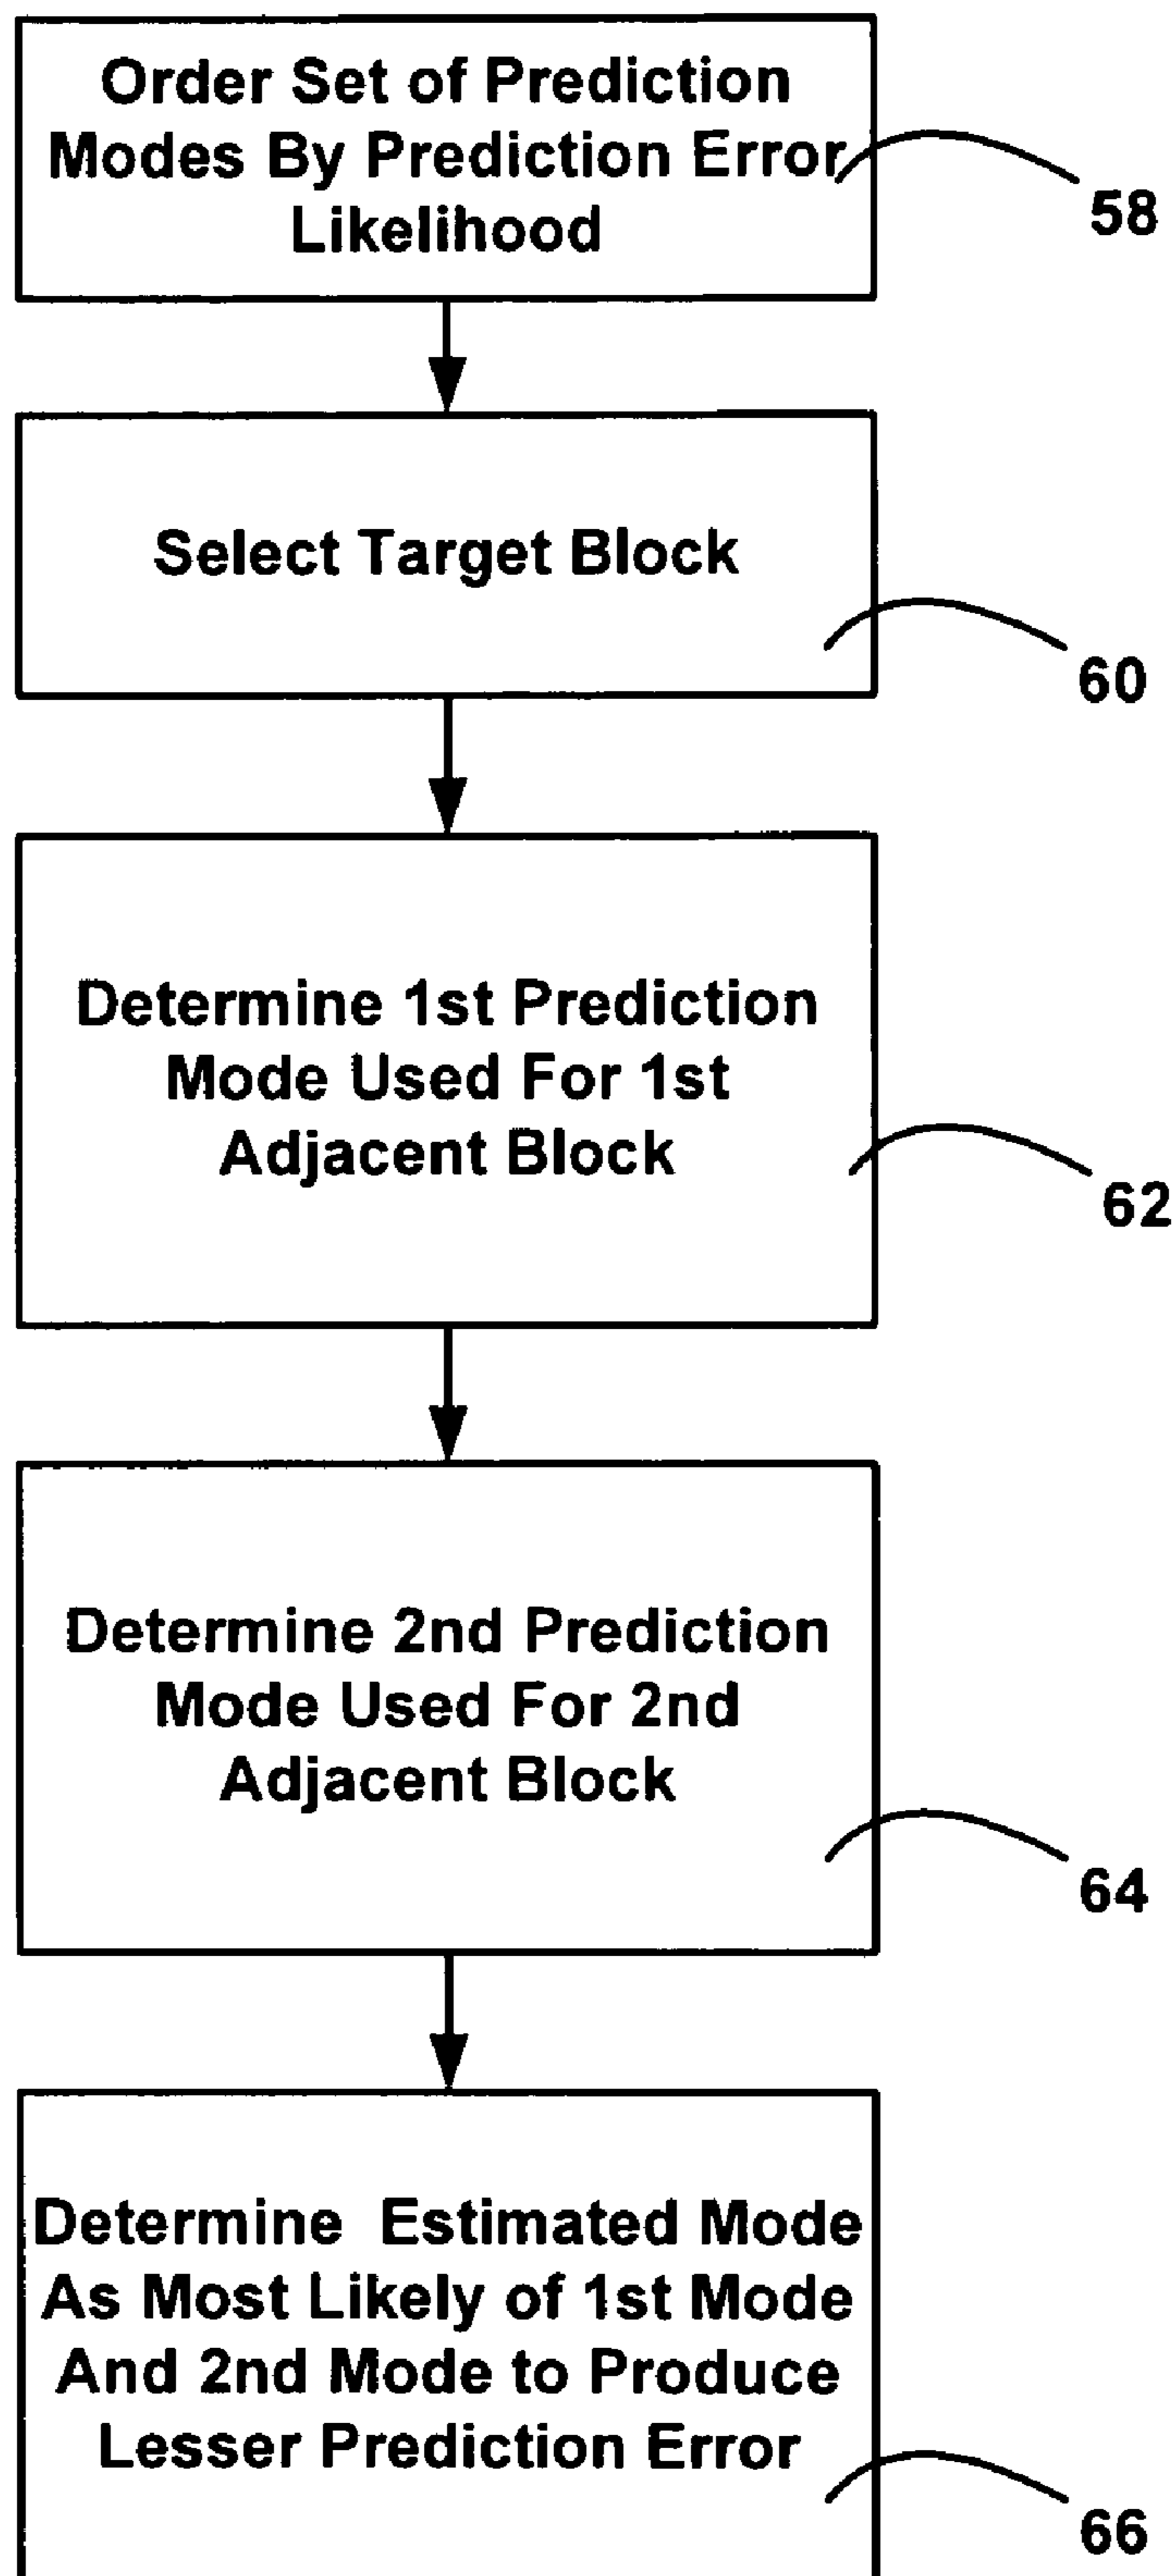 Order Set of Prediction
Modes By Prediction Error
Likelihood
58
Select Target Block
60
Determine 1st Prediction
Mode Used For 1st
Adjacent Block
62
Determine 2nd Prediction
Mode Used For 2nd
Adjacent Block
64
Determine Estimated Mode
As Most Likely of 1st Mode
And 2nd Mode to Produce
Lesser Prediction Error
66